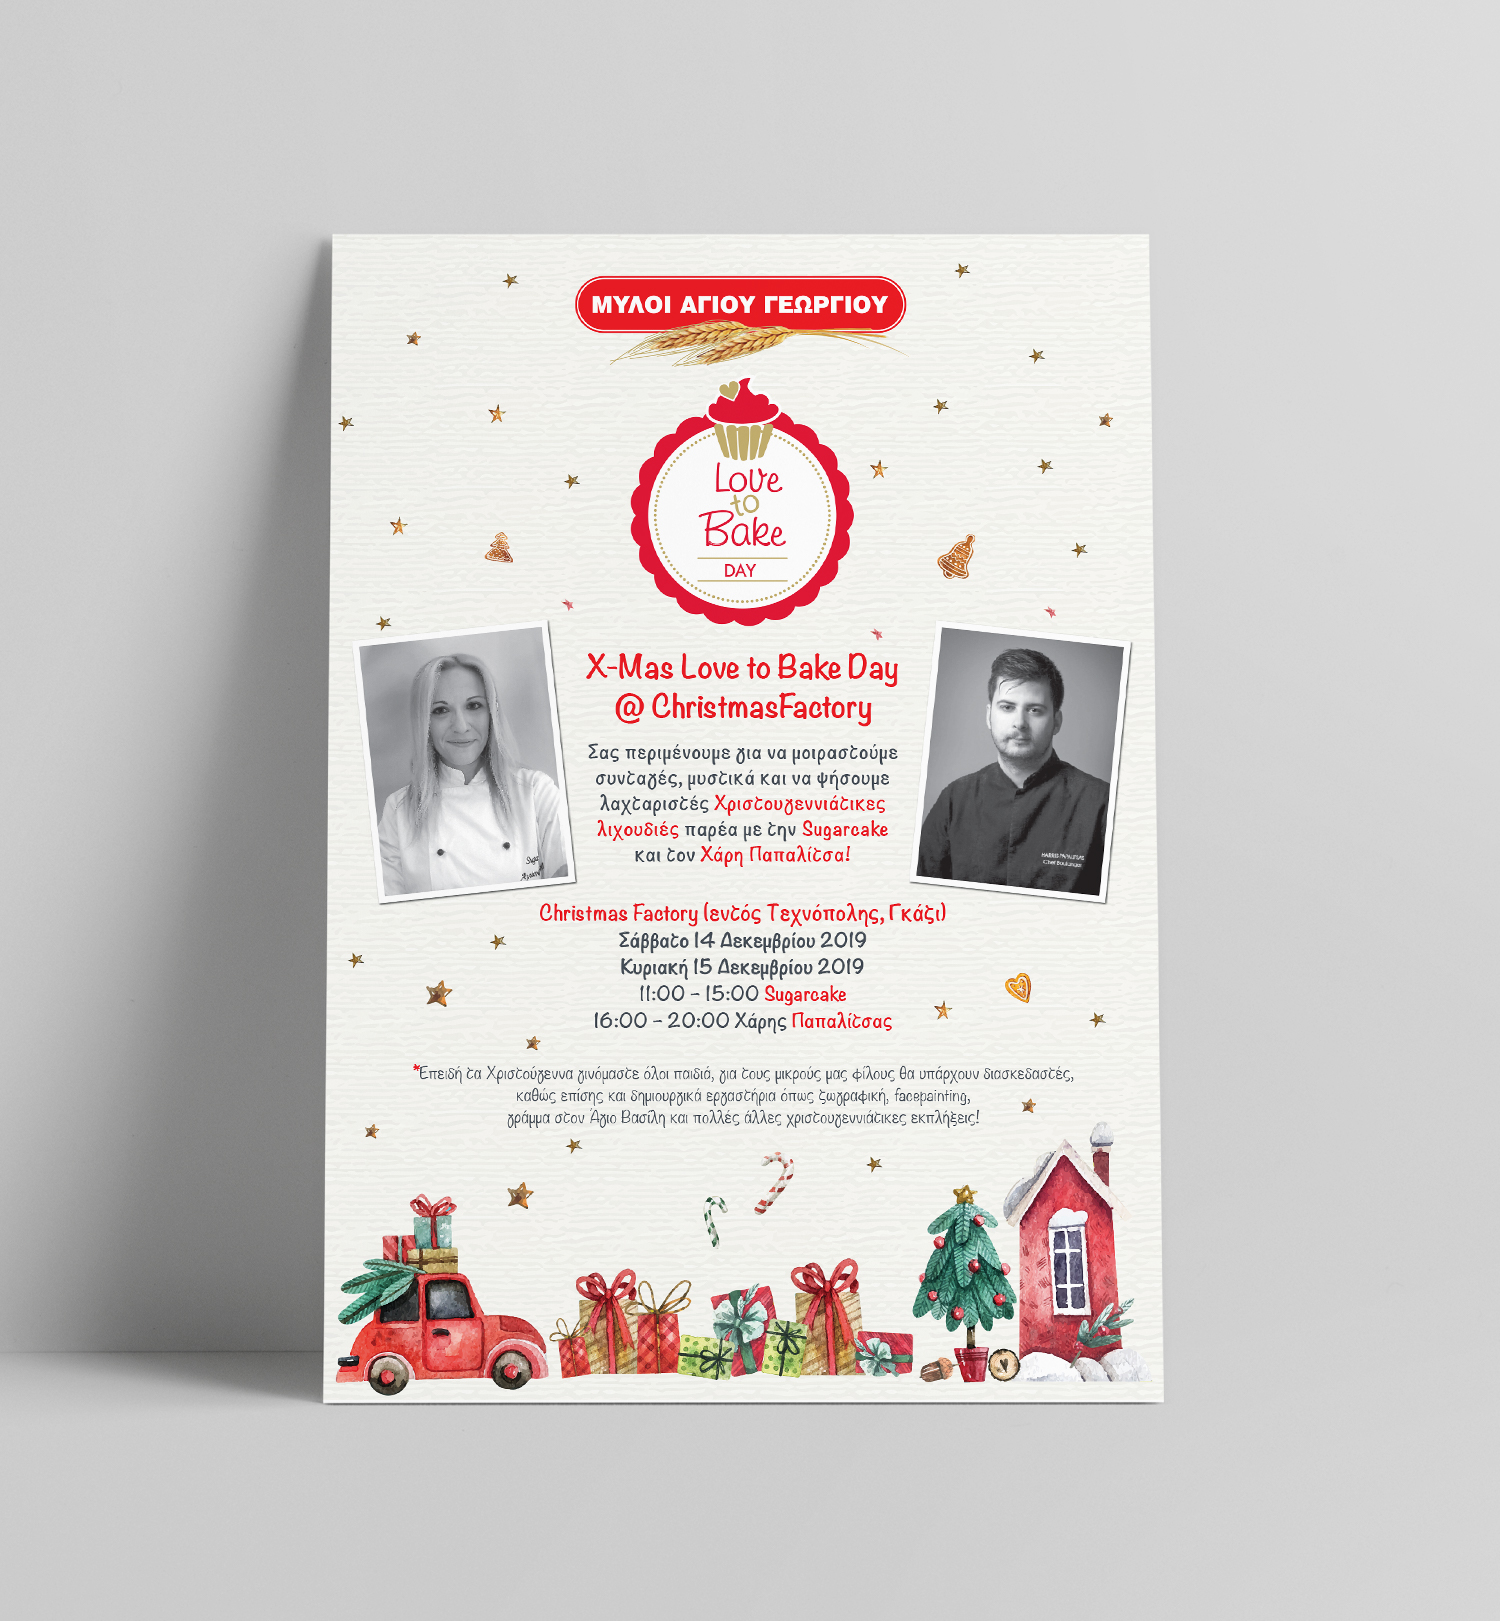 ΜΥΛΟΙ ΑΓΙΟΥ ΓΕΩΡΓΙΟΥ
Love
to
Bake
DAY
X-Mas Love to Bake Day
@ ChristmasFactory
Σας περιμένουμε για να μοιραστούμε
συνταγές, μυστικά και να ψήσουμε
λαχταριστές Χριστουγεννιάτικες
λιχουδιές παρέα με την Sugarcake
και τον Χάρη Παπαλίτσα!
HARRIS PAPALITSAS
Chef Boulanger
Christmas Factory (εντός Τεχνόπολης, Γκάζι)
Σάββατο 14 Δεκεμβρίου 2019
Κυριακή 15 Δεκεμβρίου 2019
11:00 - 15:00 Sugarcake
16:00 - 20:00 Χάρης Παπαλίτσας
*Επειδή τα Χριστούγεννα γινόμαστε όλοι παιδιά, για τους μικρούς μας φίλους θα υπάρχουν διασκεδαστές,
καθώς επίσης και δημιουργικά εργαστήρια όπως ζωγραφική, facepainting,
γράμμα στον Άγιο Βασίλη και πολλές άλλες χριστουγεννιάτικες εκπλήξεις!